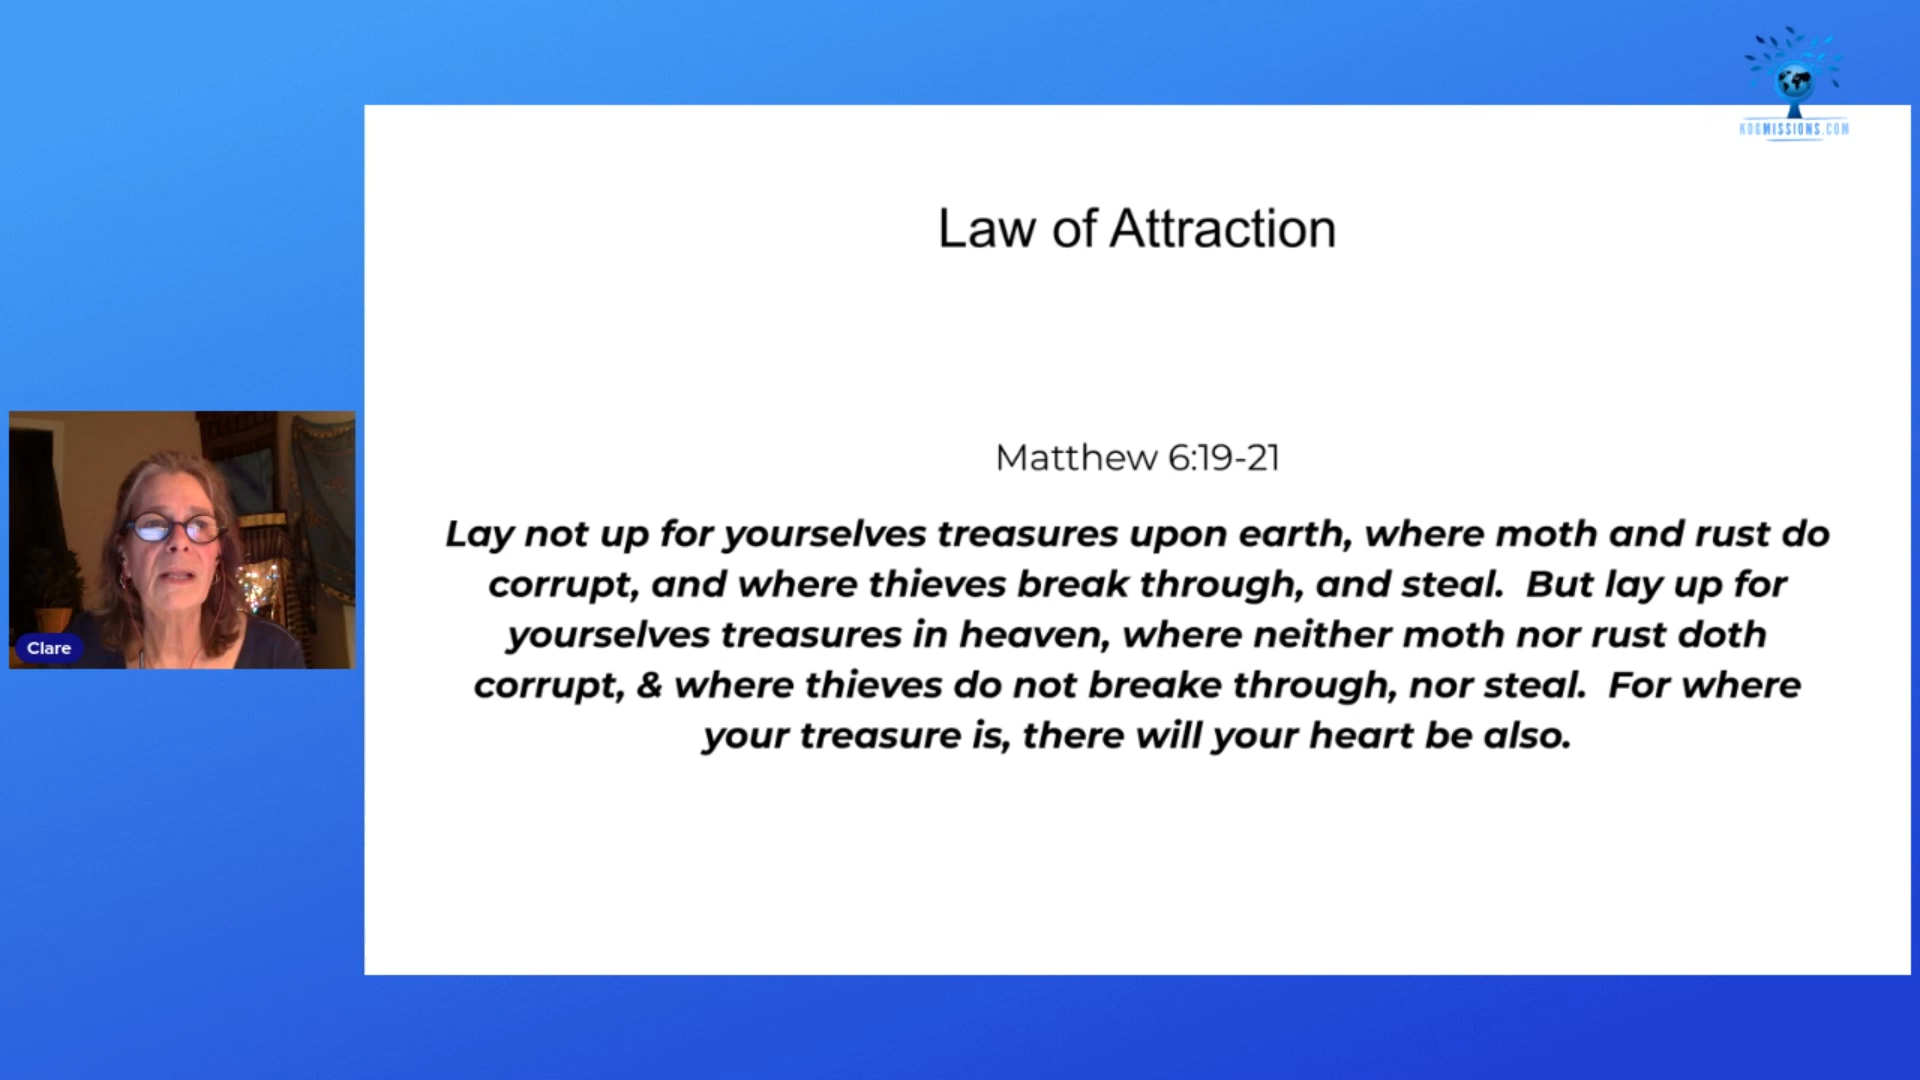 KOGMISSIONS.COM
Law of Attraction
Matthew 6:19-21
Lay not up for yourselves treasures upon earth, where moth and rust do
corrupt, and where thieves break through, and steal.  But lay up for
yourselves treasures in heaven, where neither moth nor rust doth
corrupt, & where thieves do not breake through, nor steal.  For where
your treasure is, there will your heart be also.
Clare